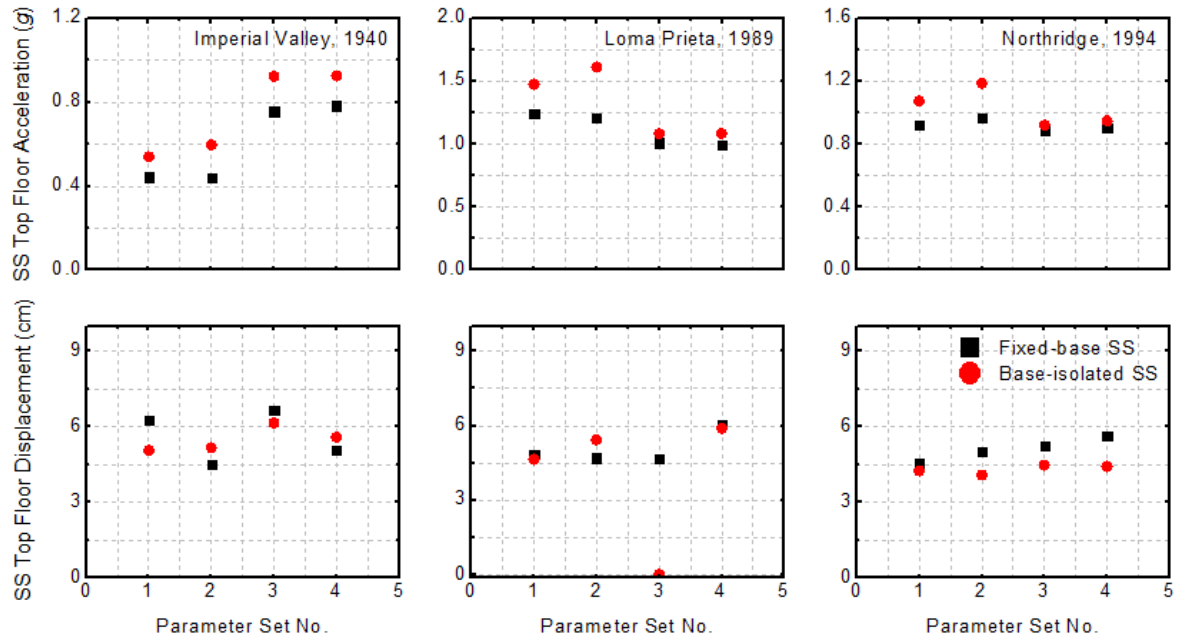 SS Top Floor Acceleration (g)
1.2
0.8
0.4
0.0
Imperial Valley, 1940
2.0
1.5
1.0
0.5
0.0
Loma Prieta, 1989
1.6
1.2
0.8
0.4
0.0
Northridge, 1994
SS Top Floor Displacement (cm)
9
6
3
0
0 1 2 3 4 5
Parameter Set No.
9
6
3
0
0 1 2 3 4 5
Parameter Set No.
9
6
3
0
Fixed-base SS
Base-isolated SS
0 1 2 3 4 5
Parameter Set No.